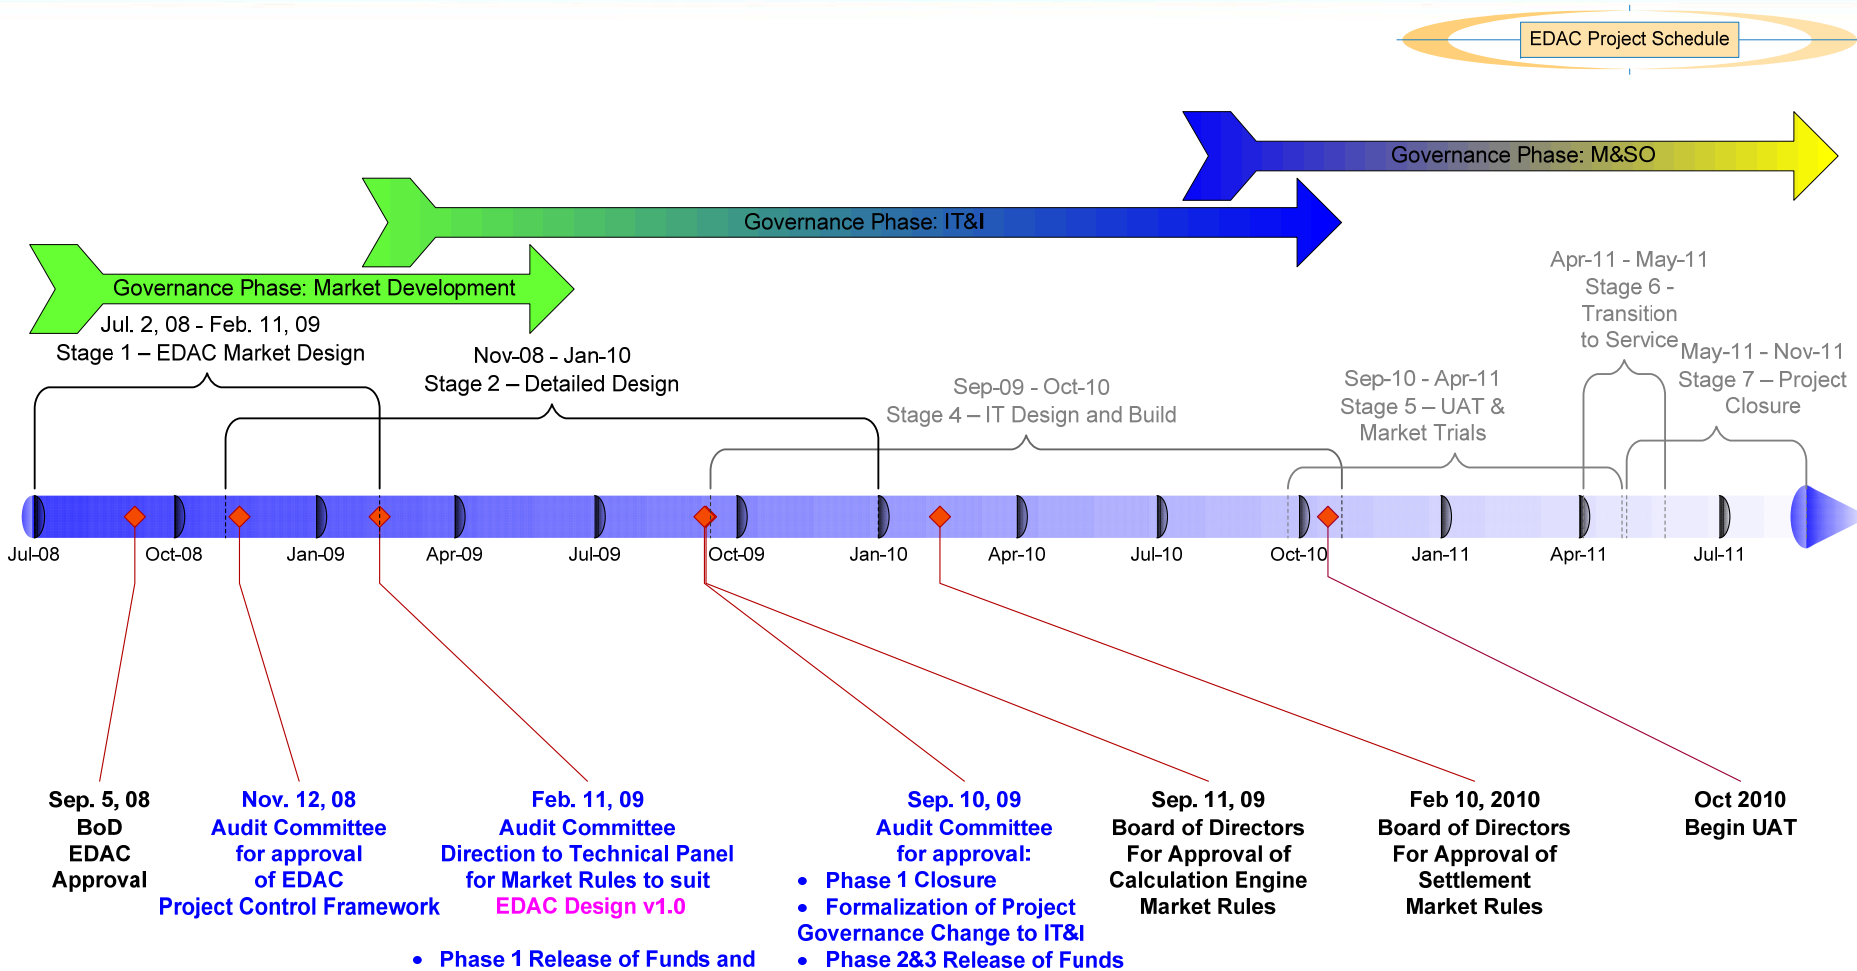 EDAC Project Schedule
Governance Phase: M&SO
Governance Phase: IT&I
Governance Phase: Market Development
Jul. 2, 08 - Feb. 11, 09
Stage 1 – EDAC Market Design
Nov-08 - Jan-10
Stage 2 – Detailed Design
Sep-09 - Oct-10
Stage 4 – IT Design and Build
Sep-10 - Apr-11
Stage 5 – UAT &
Market Trials
Apr-11 - May-11
Stage 6 -
Transition
to Service
May-11 - Nov-11
Stage 7 – Project
Closure
Jul-08
Oct-08
Jan-09
Apr-09
Jul-09
Oct-09
Jan-10
Apr-10
Jul-10
Oct-10
Jan-11
Apr-11
Jul-11
Sep. 5, 08
BoD
EDAC
Approval
Nov. 12, 08
Audit Committee
for approval
of EDAC
Project Control Framework
Feb. 11, 09
Audit Committee
Direction to Technical Panel
for Market Rules to suit
EDAC Design v1.0
• Phase 1 Release of Funds and
Sep. 10, 09
Audit Committee
for approval:
• Phase 1 Closure
• Formalization of Project
Governance Change to IT&I
• Phase 2&3 Release of Funds
Sep. 11, 09
Board of Directors
For Approval of
Calculation Engine
Market Rules
Feb 10, 2010
Board of Directors
For Approval of
Settlement
Market Rules
Oct 2010
Begin UAT